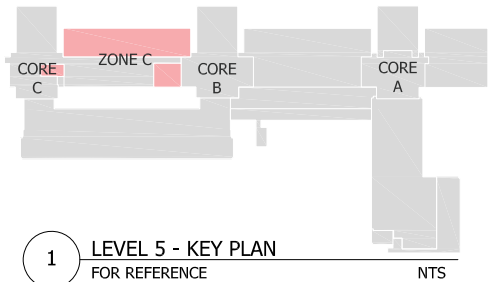 ZONE C
CORE
C
CORE
B
CORE
A
1
LEVEL 5 - KEY PLAN
FOR REFERENCE
NTS